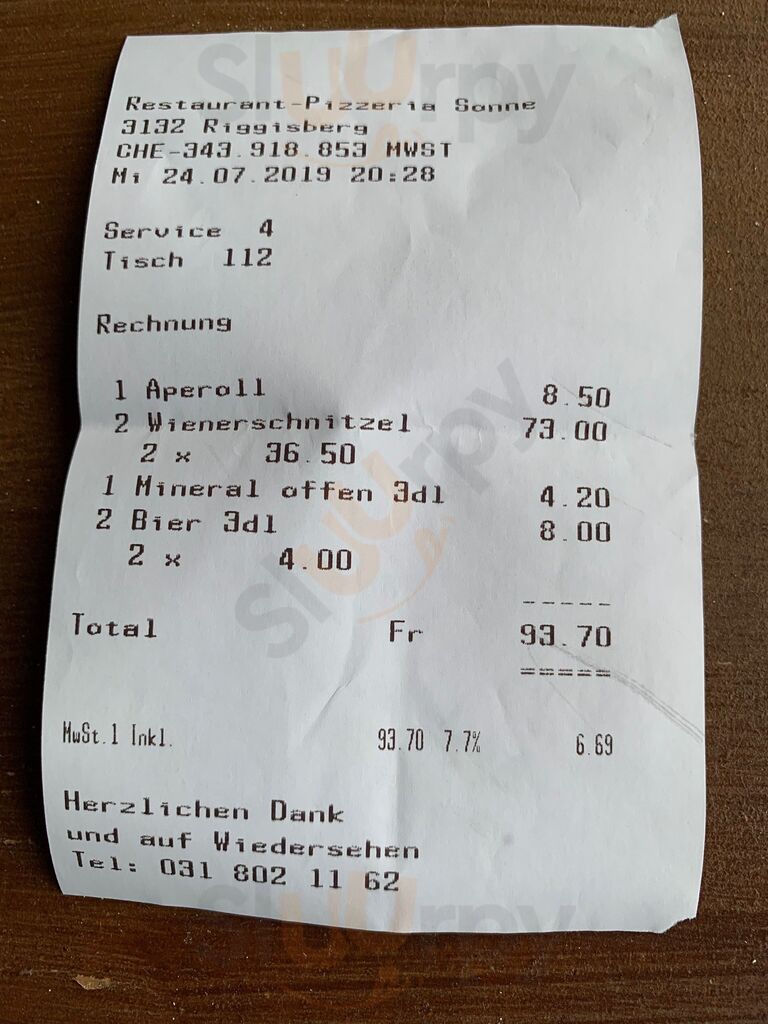 Sluurpy
Restaurant-Pizzeria Sonne
3132 Riggisberg
CHE-343.918.853 MWST
Mi 24.07.2019 20:28
Service 4
Tisch 112
Rechnung
1 Aperoll 8.50
2 Wienerschnitzel 73.00
2 x 36.50
1 Mineral offen 3dl 4.20
2 Bier 3dl 8.00
2 x 4.00
Sluurpy
-----
Total Fr 93.70
=====
MwSt.1 Inkl. 93.70 7.7% 6.69
Herzlichen Dank
und auf Wiedersehen
Tel: 031 802 11 62
Sluurpy